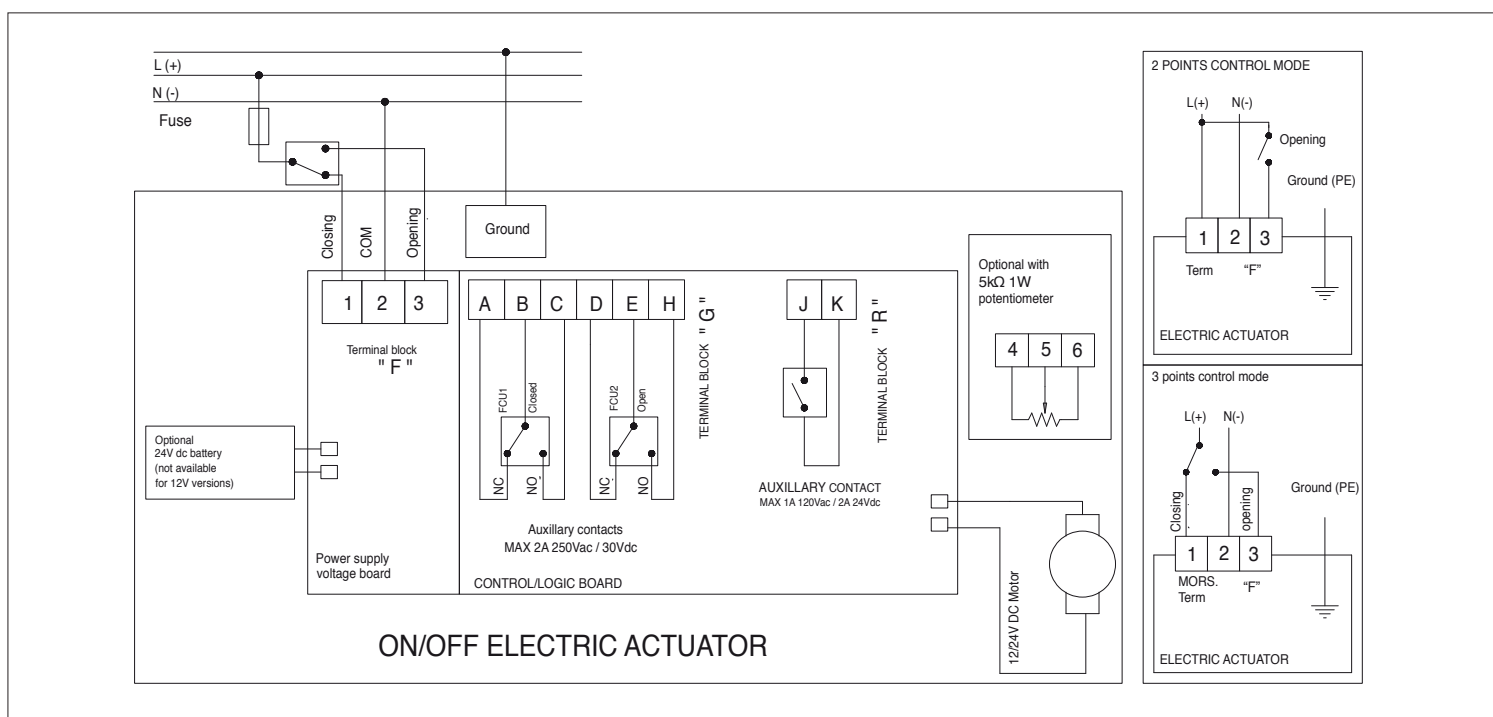 L (+)
N (-)
Fuse
Closing
COM
Opening
Ground
1 2 3
Terminal block
" F "
A B C D E H
TERMINAL BLOCK " G "
FCU1
Closed
FCU2
Open
NC
NO
NC
NO
Auxillary contacts
MAX 2A 250Vac / 30Vdc
J K
TERMINAL BLOCK " R "
AUXILLARY CONTACT
MAX 1A 120Vac / 2A 24Vdc
Optional with
5kΩ 1W
potentiometer
4 5 6
Optional
24V dc battery
(not available
for 12V versions)
Power supply
voltage board
CONTROL/LOGIC BOARD
12/24V DC Motor
ON/OFF ELECTRIC ACTUATOR
2 POINTS CONTROL MODE
L(+) N(-)
Opening
Ground (PE)
1 2 3
Term "F"
ELECTRIC ACTUATOR
3 points control mode
L(+) N(-)
Closing
opening
Ground (PE)
1 2 3
MORS.
Term "F"
ELECTRIC ACTUATOR